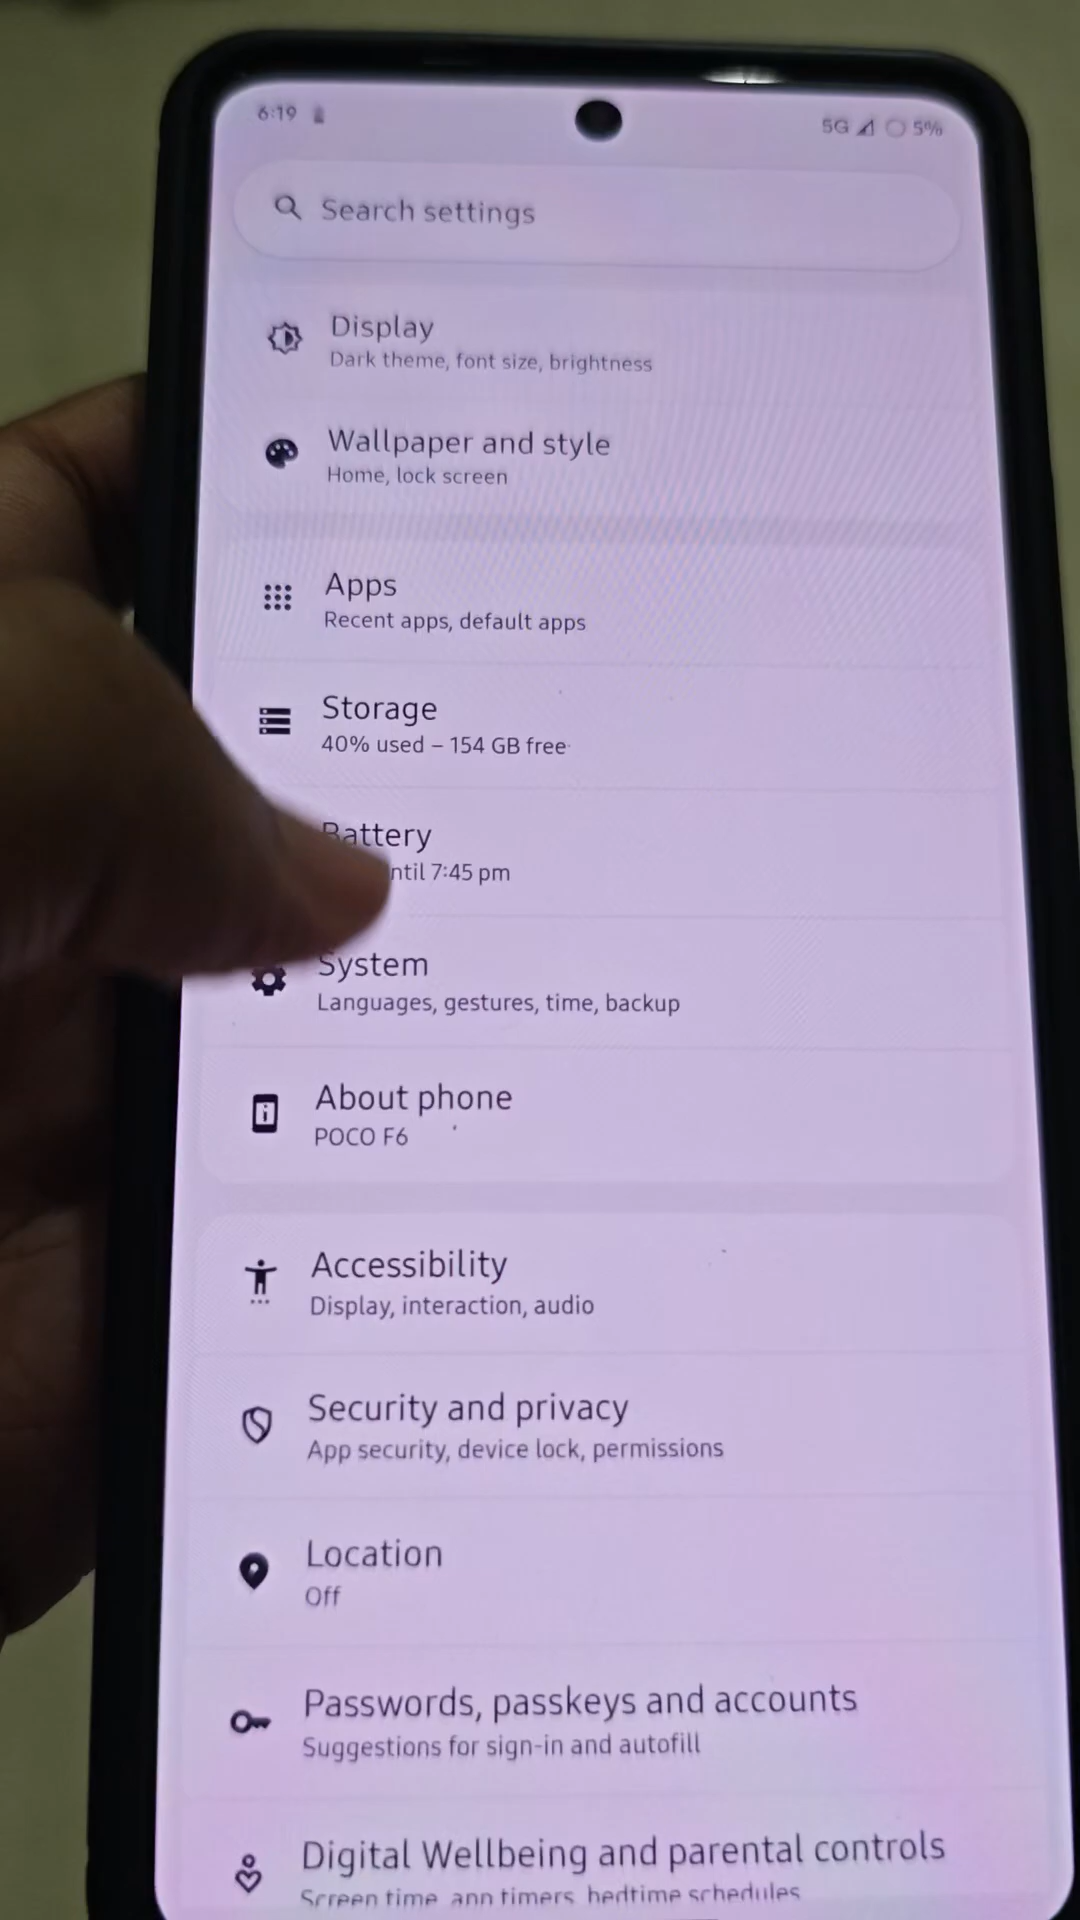 6:19 5G 5%
Search settings
Display
Dark theme, font size, brightness
Wallpaper and style
Home, lock screen
Apps
Recent apps, default apps
Storage
40% used – 154 GB free
Battery
ntil 7:45 pm
System
Languages, gestures, time, backup
About phone
POCO F6
Accessibility
Display, interaction, audio
Security and privacy
App security, device lock, permissions
Location
Off
Passwords, passkeys and accounts
Suggestions for sign-in and autofill
Digital Wellbeing and parental controls
Screen time, app timers, bedtime schedules